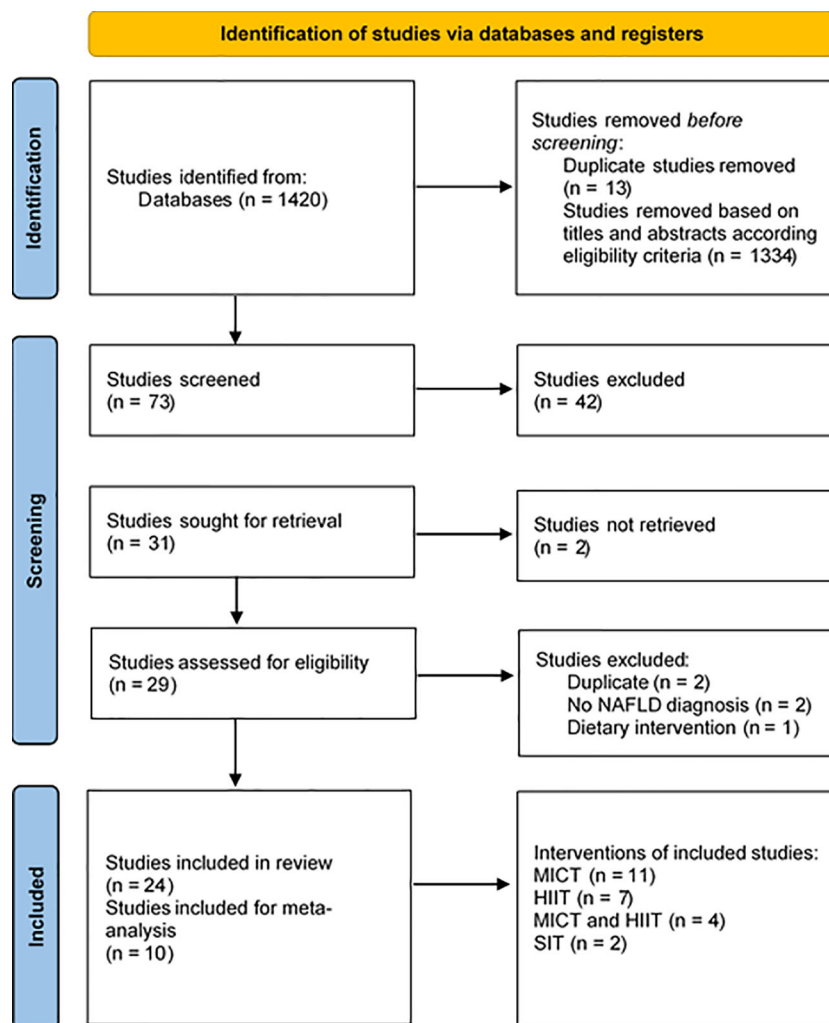 Identification of studies via databases and registers
Identification
Studies identified from:
Databases (n = 1420)
Studies removed before
screening:
Duplicate studies removed
(n = 13)
Studies removed based on
titles and abstracts according
eligibility criteria (n = 1334)
Screening
Studies screened
(n = 73)
Studies excluded
(n = 42)
Studies sought for retrieval
(n = 31)
Studies not retrieved
(n = 2)
Studies assessed for eligibility
(n = 29)
Studies excluded:
Duplicate (n = 2)
No NAFLD diagnosis (n = 2)
Dietary intervention (n = 1)
Included
Studies included in review
(n = 24)
Studies included for meta-
analysis
(n = 10)
Interventions of included studies:
MICT (n = 11)
HIIT (n = 7)
MICT and HIIT (n = 4)
SIT (n = 2)